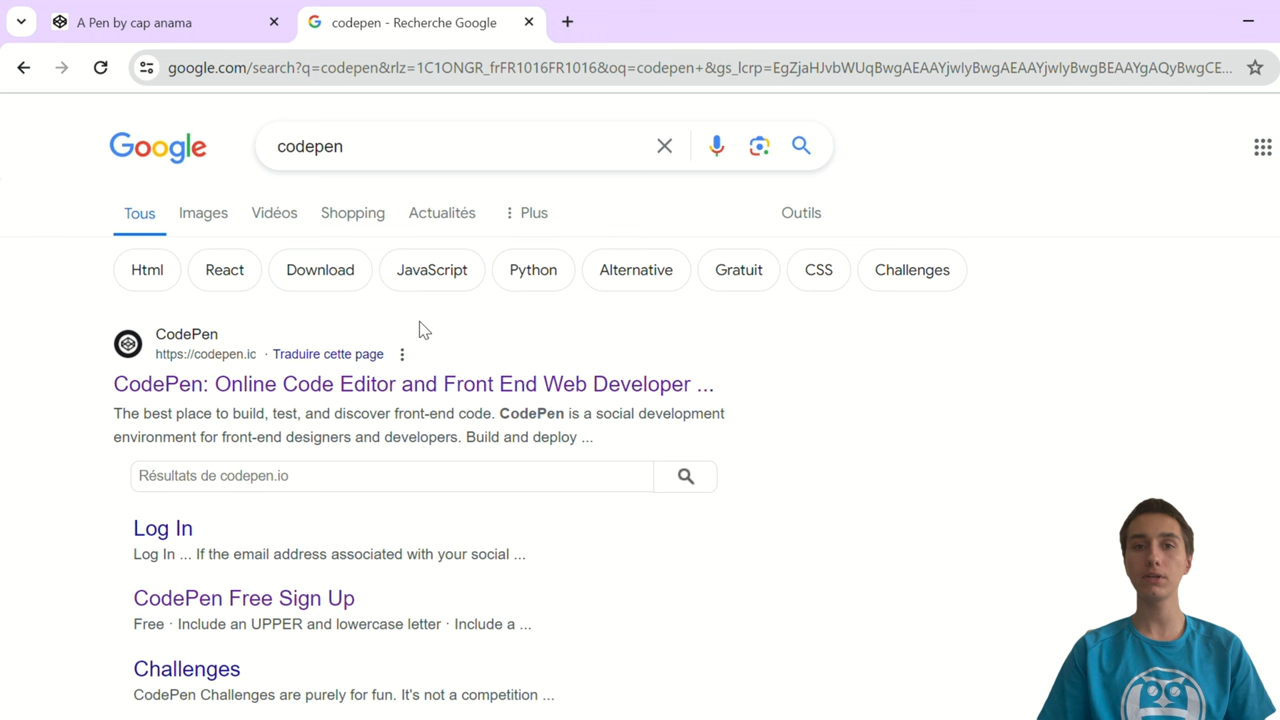 A Pen by cap anama
codepen - Recherche Google
google.com/search?q=codepen&rlz=1C1ONGR_frFR1016FR1016&oq=codepen+&gs_lcrp=EgZjaHJvbWUqBwgAEAAYjwIyBwgAEAAYjwIyBwgBEAAYgAQyBwgCE...
Google
codepen
Tous Images Vidéos Shopping Actualités Plus Outils
Html React Download JavaScript Python Alternative Gratuit CSS Challenges
CodePen
https://codepen.io · Traduire cette page
CodePen: Online Code Editor and Front End Web Developer ...
The best place to build, test, and discover front-end code. CodePen is a social development
environment for front-end designers and developers. Build and deploy ...
Résultats de codepen.io
Log In
Log In ... If the email address associated with your social ...
CodePen Free Sign Up
Free · Include an UPPER and lowercase letter · Include a ...
Challenges
CodePen Challenges are purely for fun. It's not a competition ...